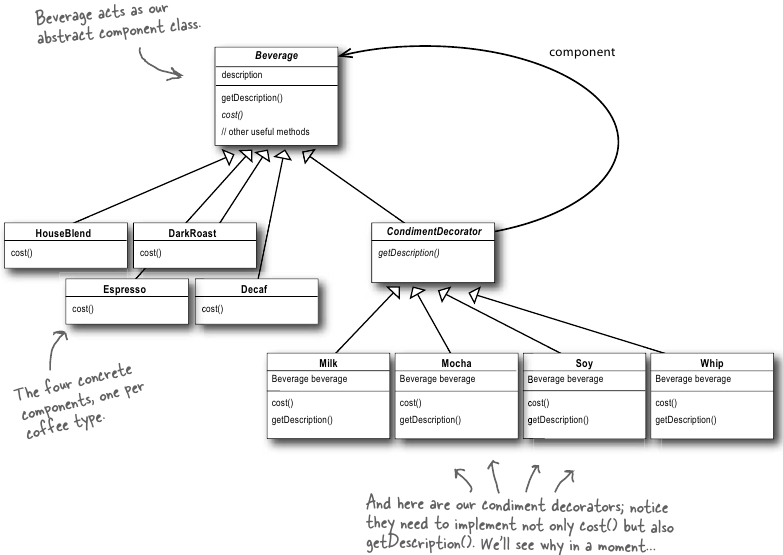 Beverage acts as our
abstract component class.
Beverage
description
getDescription()
cost()
// other useful methods
component
HouseBlend
cost()
DarkRoast
cost()
CondimentDecorator
getDescription()
Espresso
cost()
Decaf
cost()
The four concrete
components, one per
coffee type.
Milk
Beverage beverage
cost()
getDescription()
Mocha
Beverage beverage
cost()
getDescription()
Soy
Beverage beverage
cost()
getDescription()
Whip
Beverage beverage
cost()
getDescription()
And here are our condiment decorators; notice
they need to implement not only cost() but also
getDescription(). We'll see why in a moment...